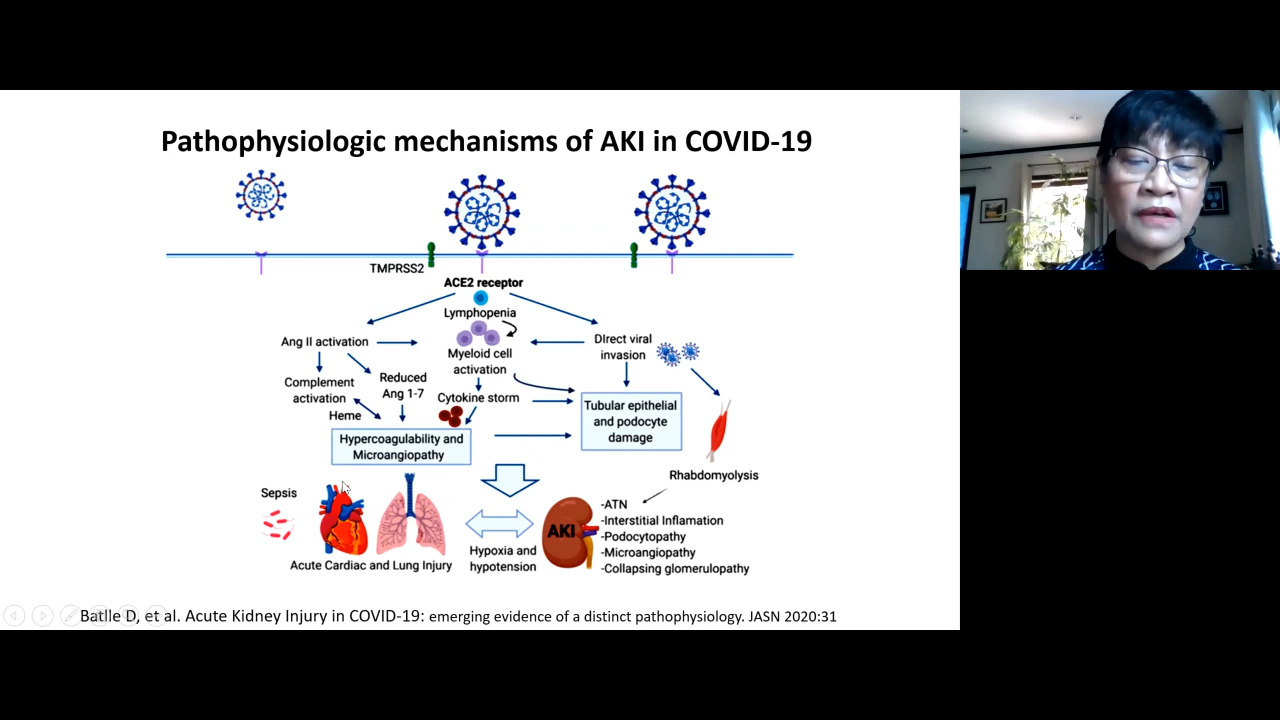 Pathophysiologic mechanisms of AKI in COVID-19
TMPRSS2
ACE2 receptor
Lymphopenia
Ang II activation
Myeloid cell
activation
DIrect viral
invasion
Complement
activation
Reduced
Ang 1-7
Heme
Cytokine storm
Tubular epithelial
and podocyte
damage
Hypercoagulability and
Microangiopathy
Rhabdomyolysis
Sepsis
Acute Cardiac and Lung Injury
Hypoxia and
hypotension
AKI
-ATN
-Interstitial Inflamation
-Podocytopathy
-Microangiopathy
-Collapsing glomerulopathy
Batlle D, et al. Acute Kidney Injury in COVID-19: emerging evidence of a distinct pathophysiology. JASN 2020:31